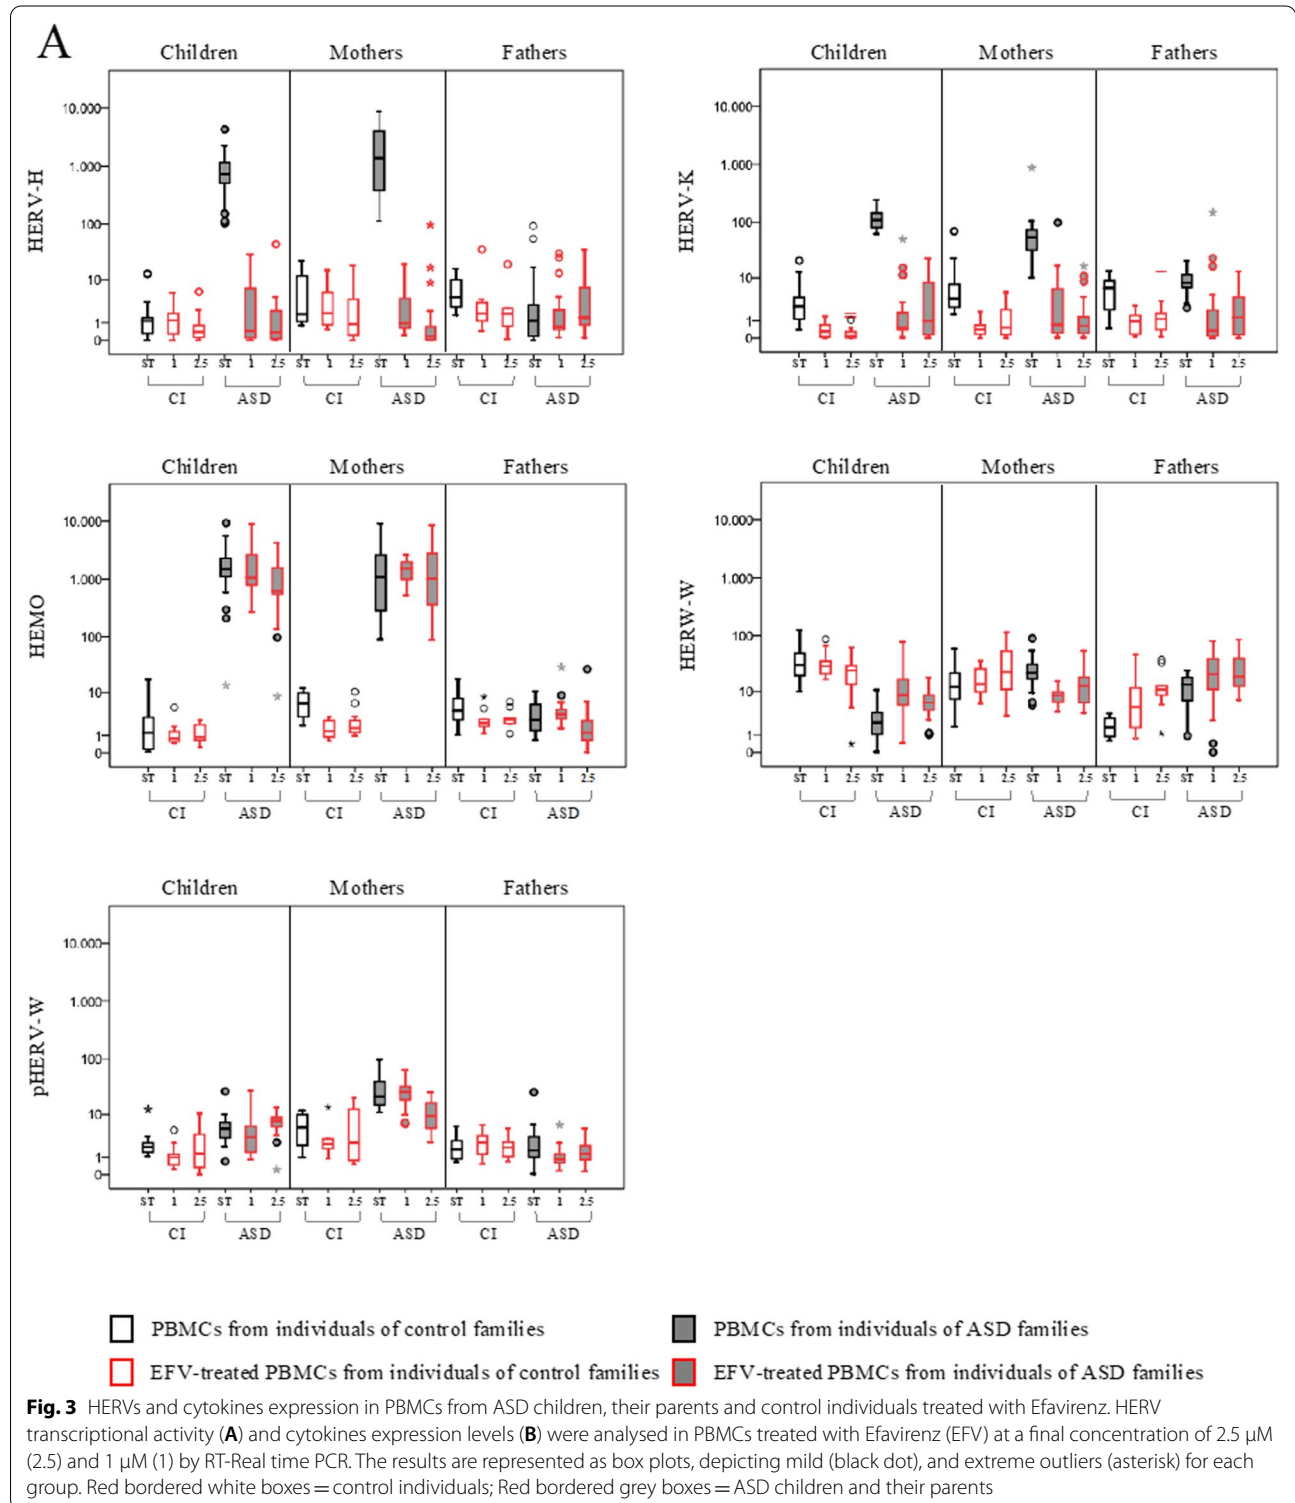 A
Children Mothers Fathers
HERV-H
10.000
1.000
100
10
1
0
ST 1 2.5 ST 1 2.5 ST 1 2.5 ST 1 2.5 ST 1 2.5 ST 1 2.5
CI ASD CI ASD CI ASD
Children Mothers Fathers
HERV-K
10.000
1.000
100
10
1
0
ST 1 2.5 ST 1 2.5 ST 1 2.5 ST 1 2.5 ST 1 2.5 ST 1 2.5
CI ASD CI ASD CI ASD
Children Mothers Fathers
HEMO
10.000
1.000
100
10
1
0
ST 1 2.5 ST 1 2.5 ST 1 2.5 ST 1 2.5 ST 1 2.5 ST 1 2.5
CI ASD CI ASD CI ASD
Children Mothers Fathers
HERW-W
10.000
1.000
100
10
1
0
ST 1 2.5 ST 1 2.5 ST 1 2.5 ST 1 2.5 ST 1 2.5 ST 1 2.5
CI ASD CI ASD CI ASD
Children Mothers Fathers
pHERV-W
10.000
1.000
100
10
1
0
ST 1 2.5 ST 1 2.5 ST 1 2.5 ST 1 2.5 ST 1 2.5 ST 1 2.5
CI ASD CI ASD CI ASD
PBMCs from individuals of control families
PBMCs from individuals of ASD families
EFV-treated PBMCs from individuals of control families
EFV-treated PBMCs from individuals of ASD families
Fig. 3 HERVs and cytokines expression in PBMCs from ASD children, their parents and control individuals treated with Efavirenz. HERV
transcriptional activity (A) and cytokines expression levels (B) were analysed in PBMCs treated with Efavirenz (EFV) at a final concentration of 2.5 µM
(2.5) and 1 µM (1) by RT-Real time PCR. The results are represented as box plots, depicting mild (black dot), and extreme outliers (asterisk) for each
group. Red bordered white boxes = control individuals; Red bordered grey boxes = ASD children and their parents